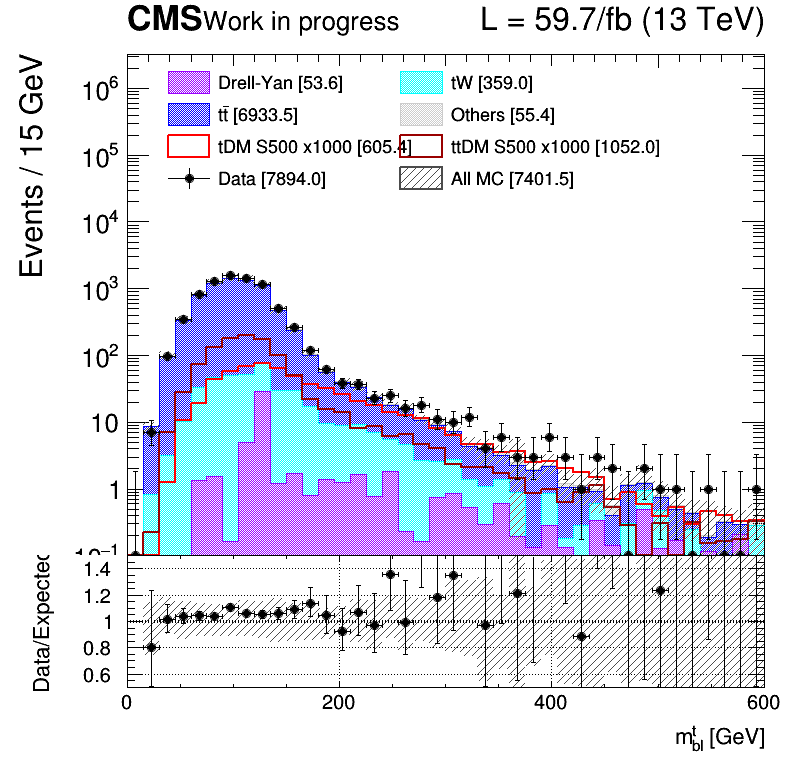 CMS Work in progress L = 59.7/fb (13 TeV)
Events / 15 GeV
Drell-Yan [53.6] tW [359.0]
tt̄ [6933.5] Others [55.4]
tDM S500 x1000 [605.4] ttDM S500 x1000 [1052.0]
Data [7894.0] All MC [7401.5]
10⁶
10⁵
10⁴
10³
10²
10
1
10⁻¹
Data/Expected
1.4
1.2
1
0.8
0.6
0 200 400 600
m_bl^t [GeV]